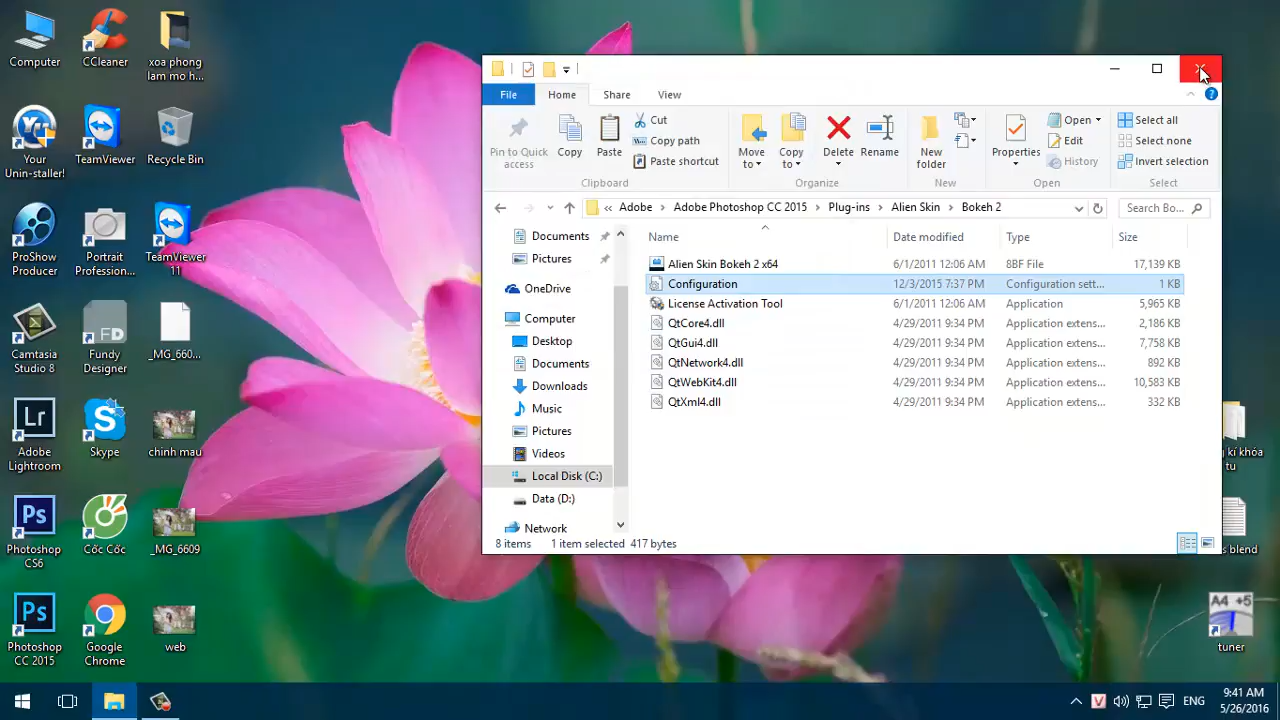 Computer
CCleaner
xoa phong
lam mo h...
Your
Unin-staller!
TeamViewer
Recycle Bin
ProShow
Producer
Portrait
Profession...
TeamViewer
11
Camtasia
Studio 8
FD
Fundy
Designer
_MG_660...
Lr
Adobe
Lightroom
Skype
chinh mau
Ps
Photoshop
CS6
Cốc Cốc
_MG_6609
Ps
Photoshop
CC 2015
Google
Chrome
web
File
Home
Share
View
Pin to Quick
access
Copy
Paste
Cut
Copy path
Paste shortcut
Clipboard
Move
to
Copy
to
Delete
Rename
Organize
New
folder
New
Properties
Open
Edit
History
Open
Select all
Select none
Invert selection
Select
« Adobe > Adobe Photoshop CC 2015 > Plug-ins > Alien Skin > Bokeh 2
Search Bo...
Documents
Pictures
OneDrive
Computer
Desktop
Documents
Downloads
Music
Pictures
Videos
Local Disk (C:)
Data (D:)
Network
Name Date modified Type Size
Alien Skin Bokeh 2 x64 6/1/2011 12:06 AM 8BF File 17,139 KB
Configuration 12/3/2015 7:37 PM Configuration sett... 1 KB
License Activation Tool 6/1/2011 12:06 AM Application 5,965 KB
QtCore4.dll 4/29/2011 9:34 PM Application extens... 2,186 KB
QtGui4.dll 4/29/2011 9:34 PM Application extens... 7,758 KB
QtNetwork4.dll 4/29/2011 9:34 PM Application extens... 892 KB
QtWebKit4.dll 4/29/2011 9:34 PM Application extens... 10,583 KB
QtXml4.dll 4/29/2011 9:34 PM Application extens... 332 KB
8 items 1 item selected 417 bytes
kí khóa
tu
blend
A4 +5
tuner
V
ENG
9:41 AM
5/26/2016